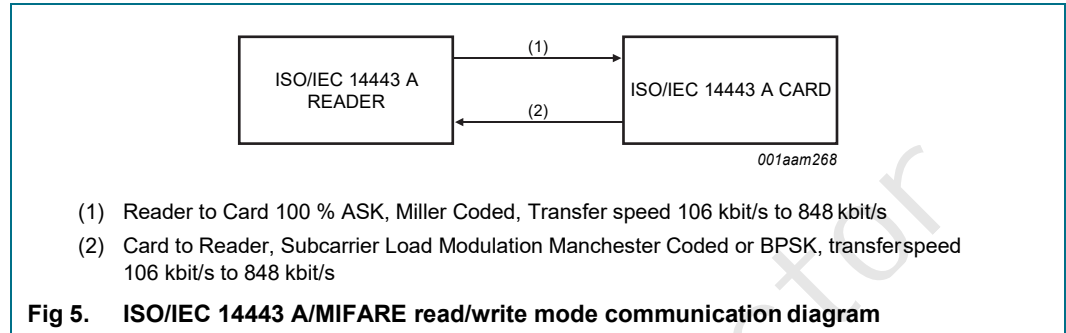 (1)
ISO/IEC 14443 A
READER
ISO/IEC 14443 A CARD
(2)
001aam268
(1) Reader to Card 100 % ASK, Miller Coded, Transfer speed 106 kbit/s to 848 kbit/s
(2) Card to Reader, Subcarrier Load Modulation Manchester Coded or BPSK, transferspeed
106 kbit/s to 848 kbit/s
Fig 5. ISO/IEC 14443 A/MIFARE read/write mode communication diagram